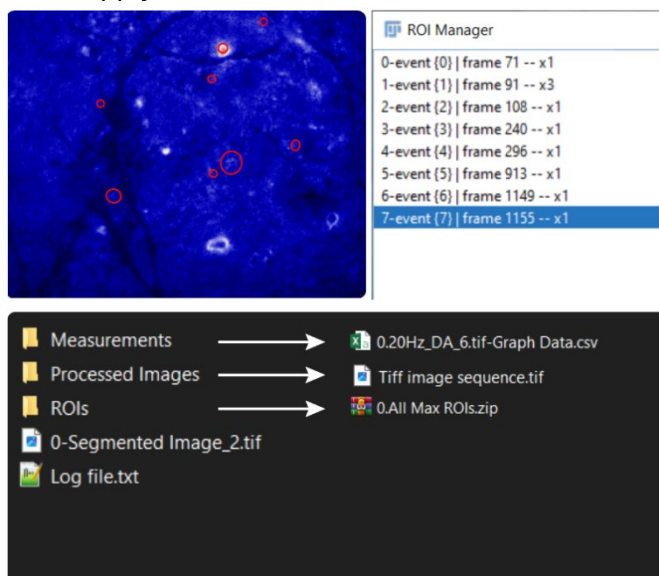 ROI Manager
0-event {0} | frame 71 -- x1
1-event {1} | frame 91 -- x3
2-event {2} | frame 108 -- x1
3-event {3} | frame 240 -- x1
4-event {4} | frame 296 -- x1
5-event {5} | frame 913 -- x1
6-event {6} | frame 1149 -- x1
7-event {7} | frame 1155 -- x1
Measurements 0.20Hz_DA_6.tif-Graph Data.csv
Processed Images Tiff image sequence.tif
ROIs 0.All Max ROIs.zip
0-Segmented Image_2.tif
Log file.txt